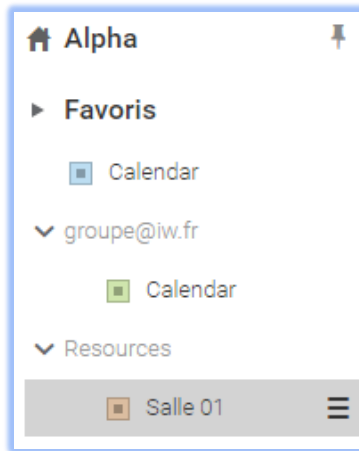 Alpha
Favoris
Calendar
groupe@iw.fr
Calendar
Resources
Salle 01